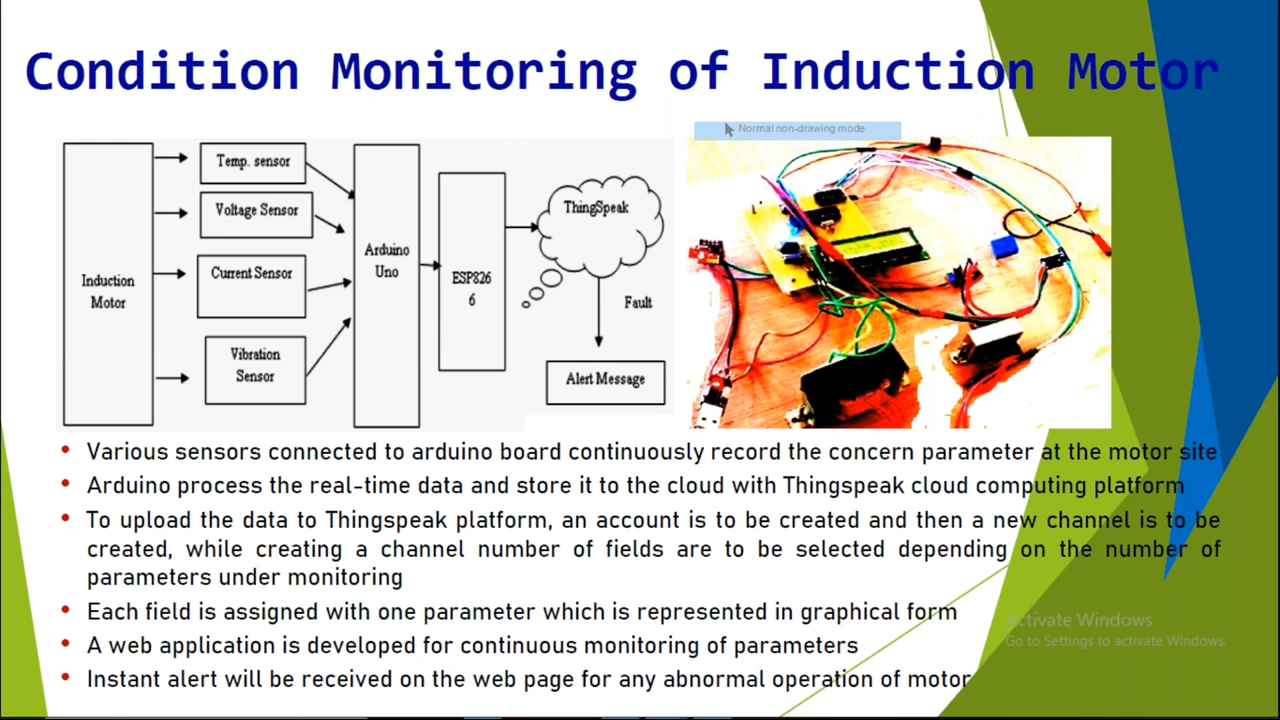 Condition Monitoring of Induction Motor
Normal non-drawing mode
Temp. sensor
Voltage Sensor
Current Sensor
Vibration
Sensor
Induction
Motor
Arduino
Uno
ESP826
6
ThingSpeak
Fault
Alert Message
• Various sensors connected to arduino board continuously record the concern parameter at the motor site
• Arduino process the real-time data and store it to the cloud with Thingspeak cloud computing platform
• To upload the data to Thingspeak platform, an account is to be created and then a new channel is to be
created, while creating a channel number of fields are to be selected depending on the number of
parameters under monitoring
• Each field is assigned with one parameter which is represented in graphical form
• A web application is developed for continuous monitoring of parameters
• Instant alert will be received on the web page for any abnormal operation of motor
Activate Windows
Go to Settings to activate Windows.